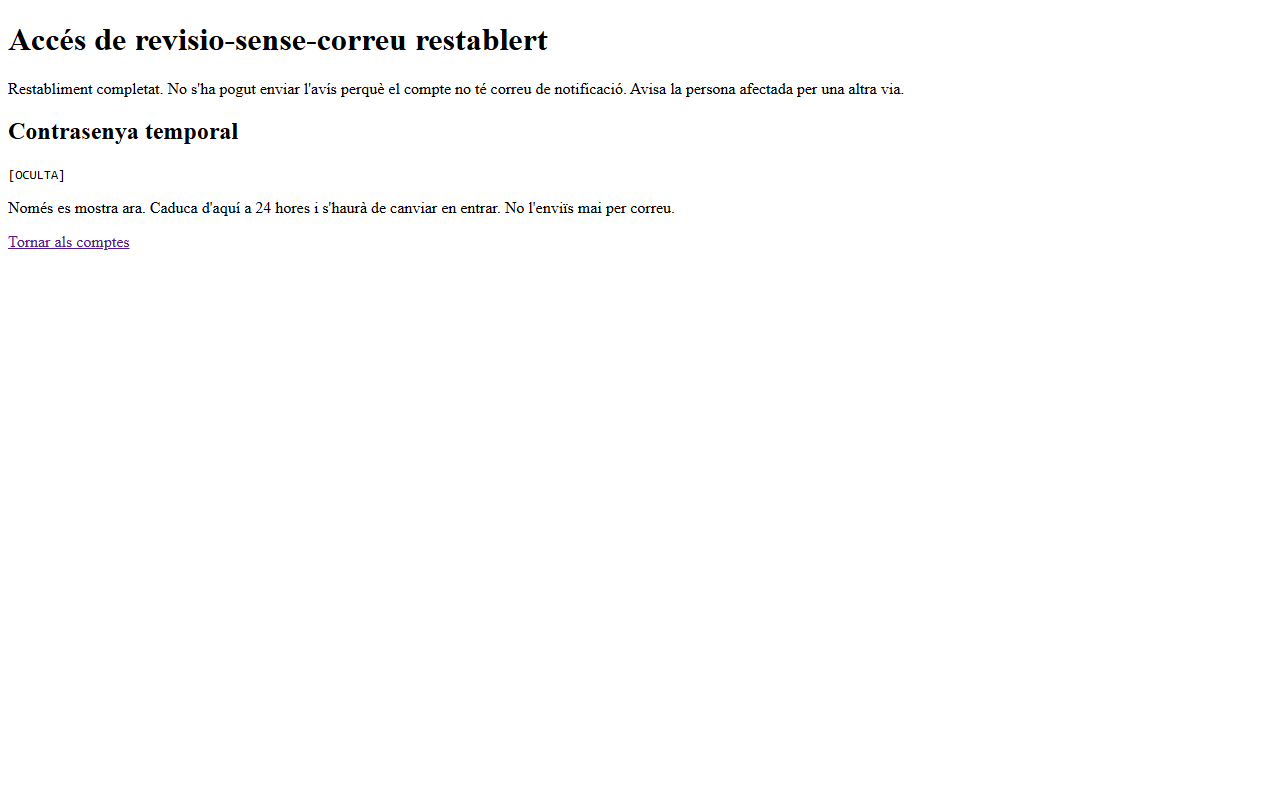 Accés de revisio-sense-correu restablert
Restabliment completat. No s'ha pogut enviar l'avís perquè el compte no té correu de notificació. Avisa la persona afectada per una altra via.
Contrasenya temporal
[OCULTA]
Només es mostra ara. Caduca d'aquí a 24 hores i s'haurà de canviar en entrar. No l'enviïs mai per correu.
Tornar als comptes